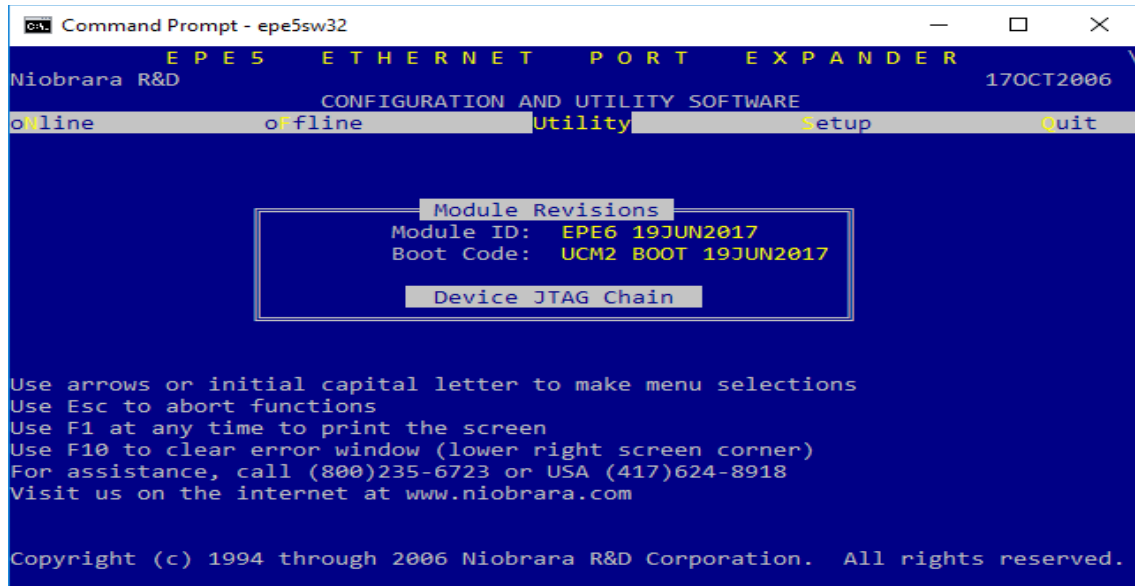 Command Prompt - epe5sw32
E P E 5 E T H E R N E T P O R T E X P A N D E R \
Niobrara R&D 17OCT2006
CONFIGURATION AND UTILITY SOFTWARE
oNline oFfline Utility Setup Quit
Module Revisions
Module ID: EPE6 19JUN2017
Boot Code: UCM2 BOOT 19JUN2017
Device JTAG Chain
Use arrows or initial capital letter to make menu selections
Use Esc to abort functions
Use F1 at any time to print the screen
Use F10 to clear error window (lower right screen corner)
For assistance, call (800)235-6723 or USA (417)624-8918
Visit us on the internet at www.niobrara.com
Copyright (c) 1994 through 2006 Niobrara R&D Corporation. All rights reserved.